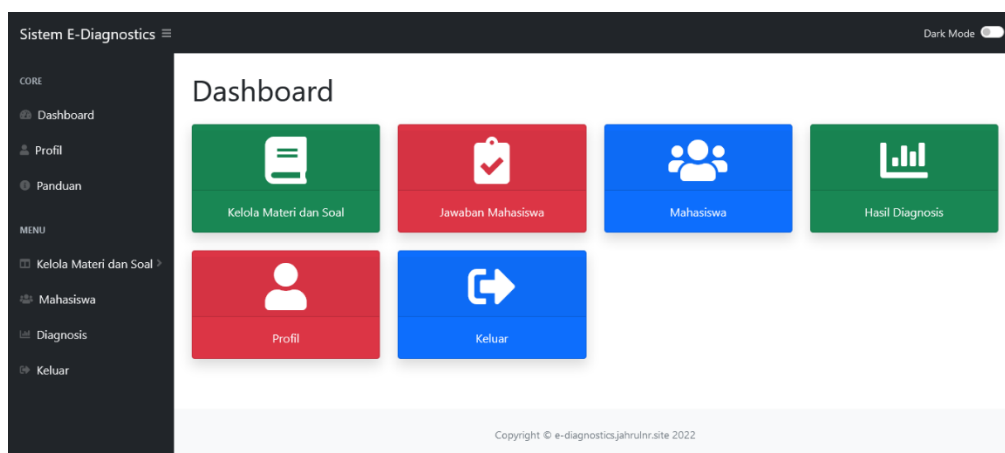 Sistem E-Diagnostics
Dark Mode
CORE
Dashboard
Profil
Panduan
MENU
Kelola Materi dan Soal
Mahasiswa
Diagnosis
Keluar
Dashboard
Kelola Materi dan Soal
Jawaban Mahasiswa
Mahasiswa
Hasil Diagnosis
Profil
Keluar
Copyright © e-diagnostics.jahrulnr.site 2022